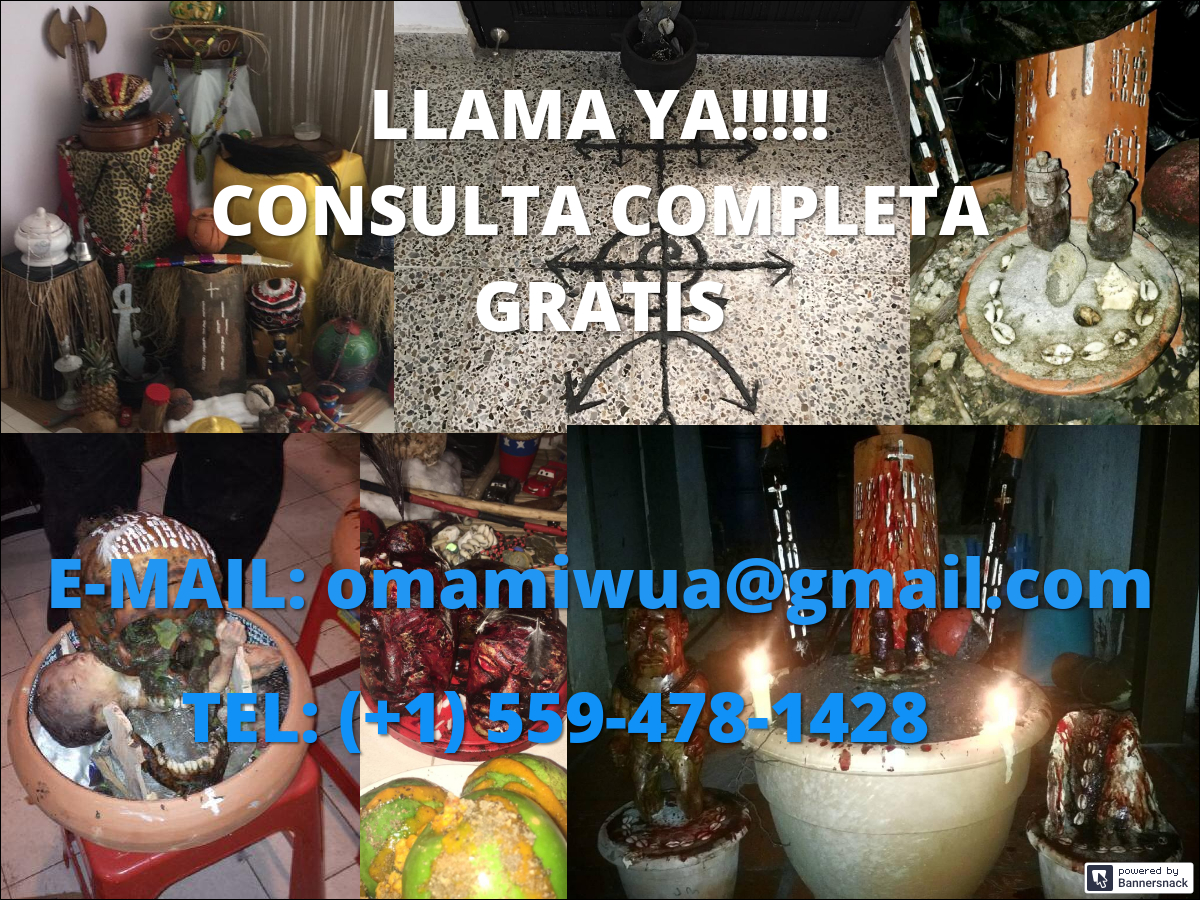 LLAMA YA!!!!!
CONSULTA COMPLETA
GRATIS
E-MAIL: omamiwua@gmail.com
TEL: (+1) 559-478-1428
powered by
Bannersnack